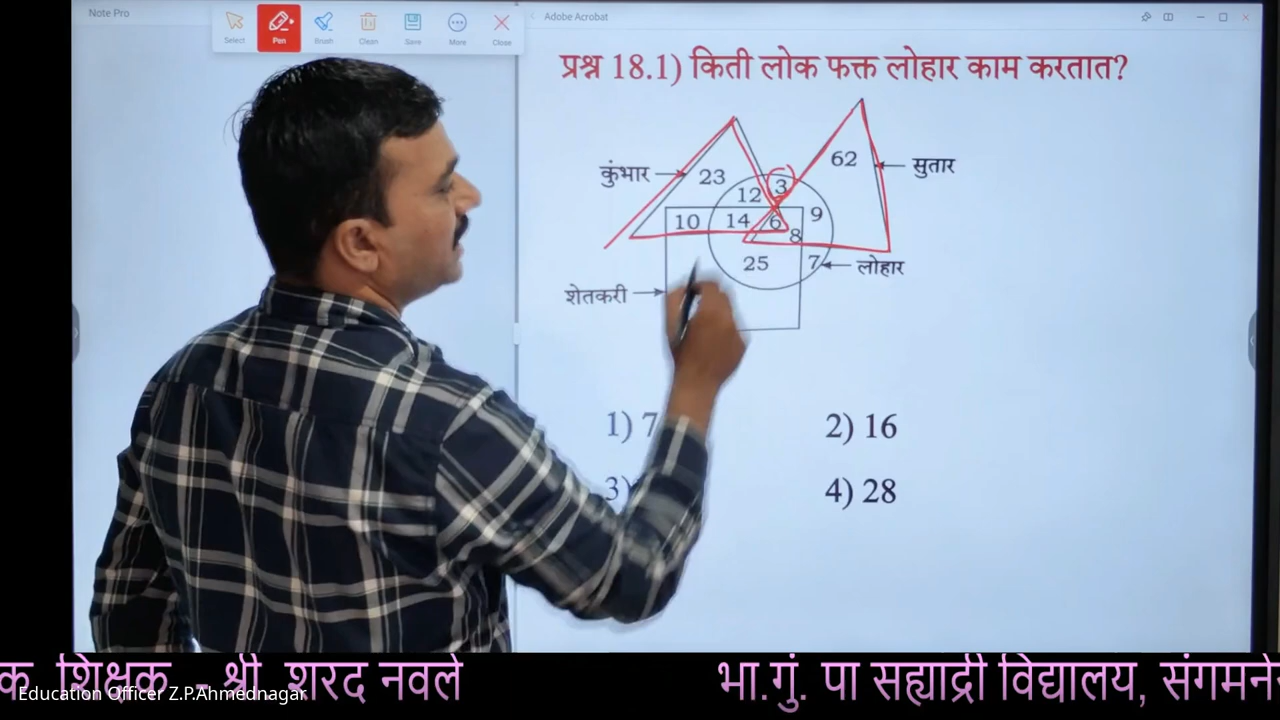 Note Pro
Select Pen Brush Clean Save More Close
Adobe Acrobat
प्रश्न 18.1) किती लोक फक्त लोहार काम करतात?
कुंभार
23
62
सुतार
12
3
10
14
6
9
8
25
7
लोहार
शेतकरी
1) 7
2) 16
3)
4) 28
शिक्षक - श्री शरद नवले
भा.गुं. पा सह्याद्री विद्यालय,
Education Officer Z.P.Ahmednagar